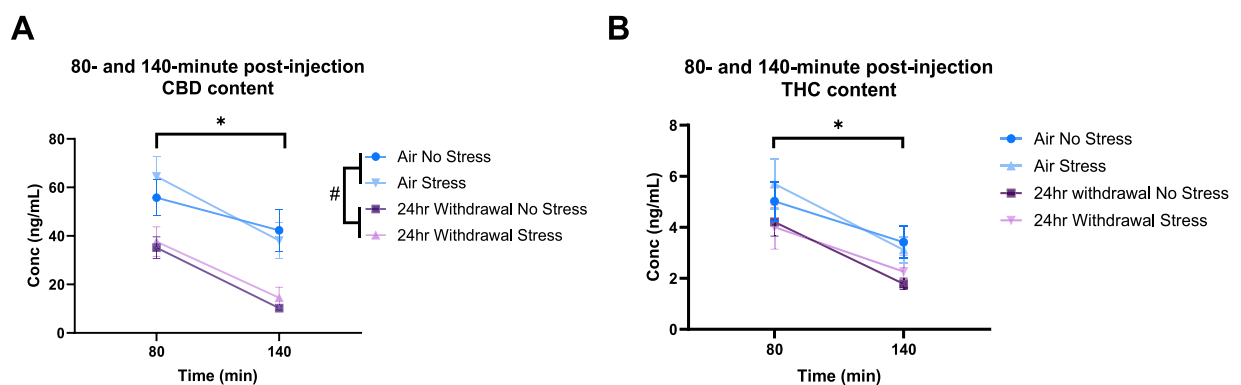 A
80- and 140-minute post-injection
CBD content
80
60
40
20
0
Conc (ng/mL)
*
80
140
Time (min)
#
Air No Stress
Air Stress
24hr Withdrawal No Stress
24hr Withdrawal Stress
B
80- and 140-minute post-injection
THC content
8
6
4
2
0
Conc (ng/mL)
*
80
140
Time (min)
Air No Stress
Air Stress
24hr withdrawal No Stress
24hr Withdrawal Stress